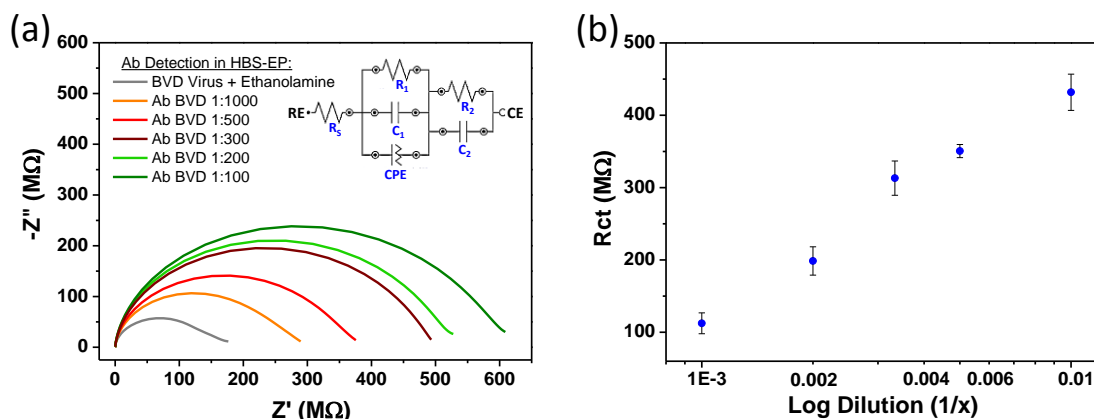 (a)
600
500
400
300
200
100
0
-Z" (MΩ)
Ab Detection in HBS-EP:
BVD Virus + Ethanolamine
Ab BVD 1:1000
Ab BVD 1:500
Ab BVD 1:300
Ab BVD 1:200
Ab BVD 1:100
RE
RS
R1
C1
CPE
R2
C2
CE
0 100 200 300 400 500 600
Z' (MΩ)
(b)
500
400
300
200
100
Rct (MΩ)
1E-3 0.002 0.004 0.006 0.01
Log Dilution (1/x)